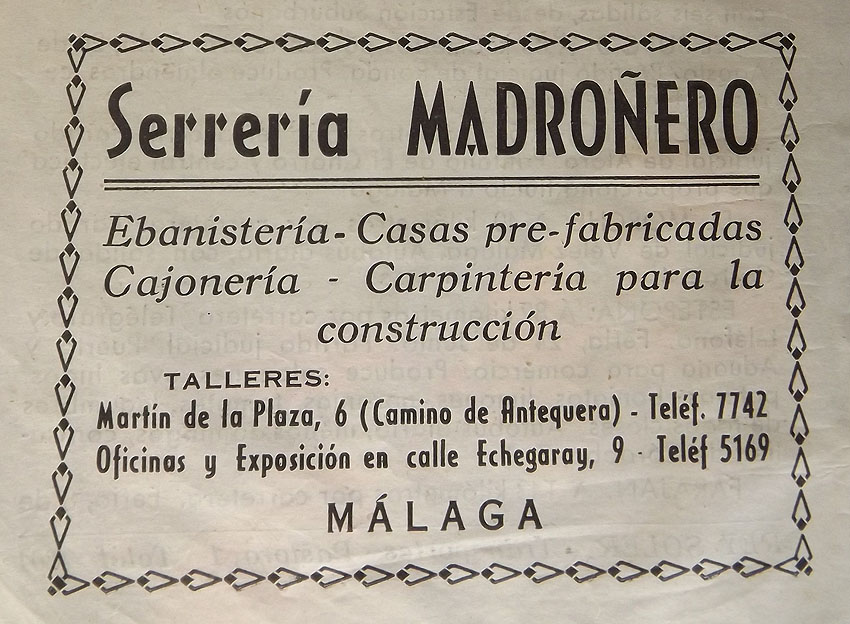 Serrería MADROÑERO
Ebanistería - Casas pre-fabricadas
Cajonería - Carpintería para la
construcción
TALLERES:
Martín de la Plaza, 6 (Camino de Antequera) - Teléf. 7742
Oficinas y Exposición en calle Echegaray, 9 - Teléf 5169
MÁLAGA